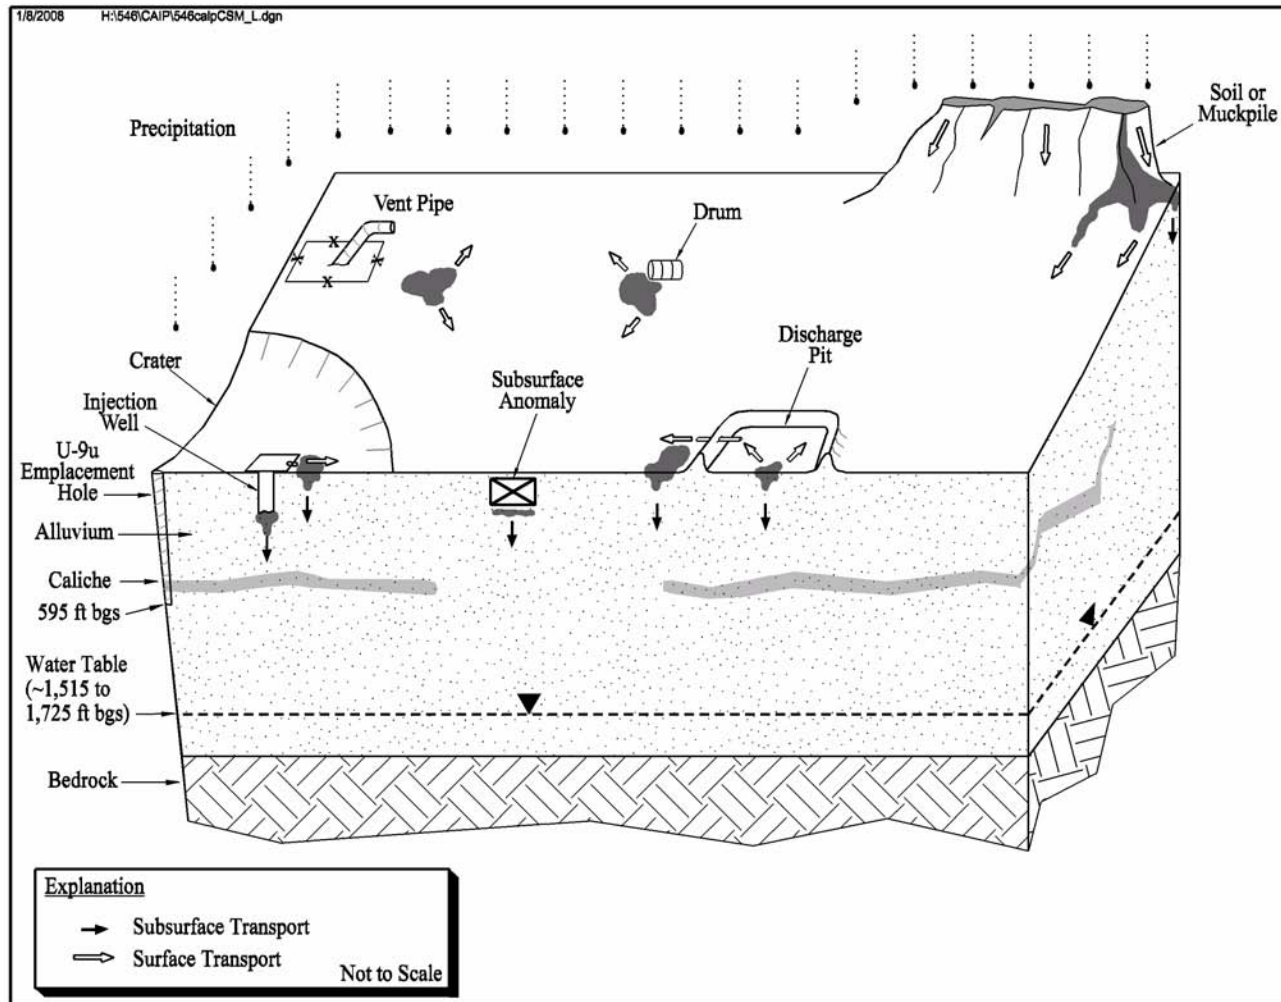 1/8/2008 H:\546\CAIP\546caipCSM_L.dgn
Precipitation
Soil or
Muckpile
Vent Pipe
Drum
X
X
X
X
Discharge
Pit
Crater
Subsurface
Anomaly
Injection
Well
U-9u
Emplacement
Hole
Alluvium
Caliche
595 ft bgs
Water Table
(~1,515 to
1,725 ft bgs)
Bedrock
Explanation
Subsurface Transport
Surface Transport
Not to Scale